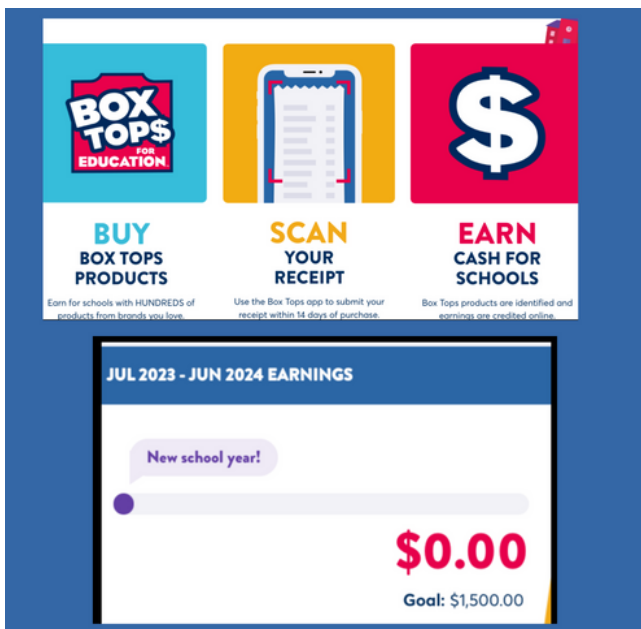 BOX
TOP$
FOR
EDUCATION
BUY
BOX TOPS
PRODUCTS
Earn for schools with HUNDREDS of
products from brands you love.
SCAN
YOUR
RECEIPT
Use the Box Tops app to submit your
receipt within 14 days of purchase.
$
EARN
CASH FOR
SCHOOLS
Box Tops products are identified and
earnings are credited online.
JUL 2023 - JUN 2024 EARNINGS
New school year!
$0.00
Goal: $1,500.00